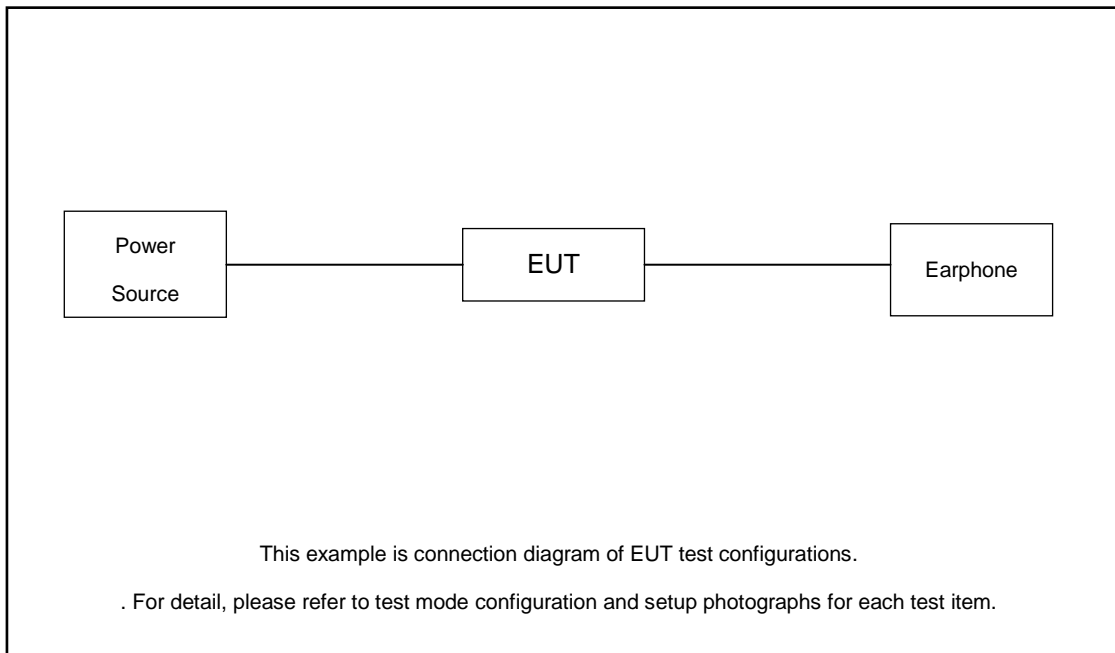 Power
Source
EUT
Earphone
This example is connection diagram of EUT test configurations.
. For detail, please refer to test mode configuration and setup photographs for each test item.